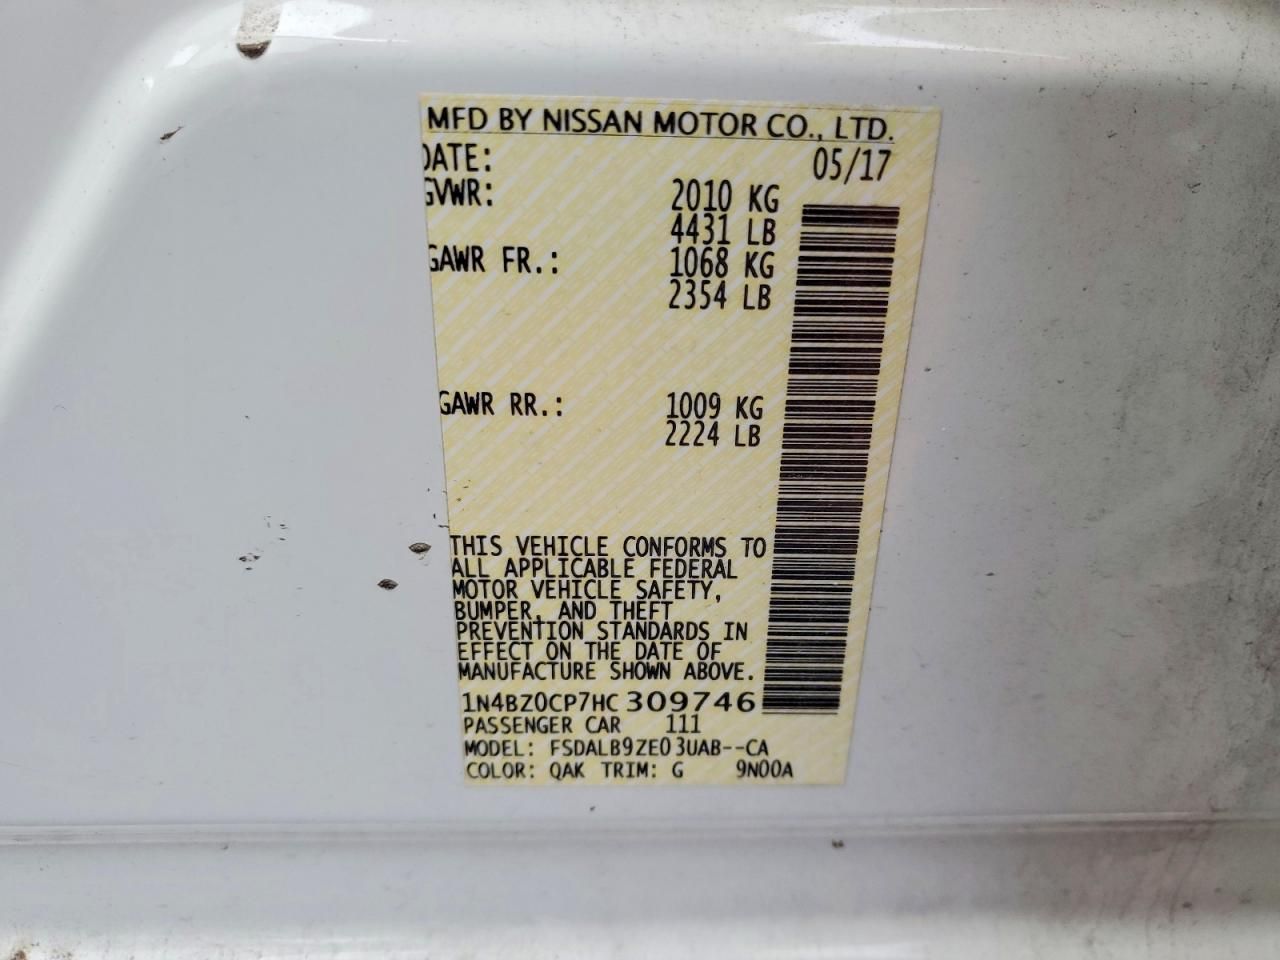 MFD BY NISSAN MOTOR CO., LTD.
DATE: 05/17
GVWR: 2010 KG
4431 LB
GAWR FR.: 1068 KG
2354 LB
GAWR RR.: 1009 KG
2224 LB
THIS VEHICLE CONFORMS TO
ALL APPLICABLE FEDERAL
MOTOR VEHICLE SAFETY,
BUMPER, AND THEFT
PREVENTION STANDARDS IN
EFFECT ON THE DATE OF
MANUFACTURE SHOWN ABOVE.
1N4BZ0CP7HC309746
PASSENGER CAR 111
MODEL: FSDALB9ZE03UAB--CA
COLOR: QAK TRIM: G 9N00A